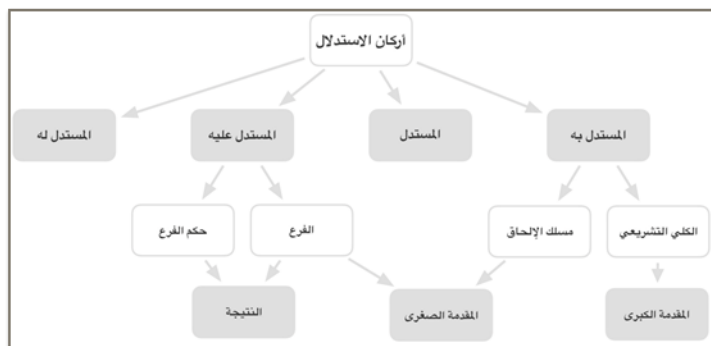 أركان الاستدلال
المستدل به
المستدل
المستدل عليه
المستدل له
الكلي التشريعي
مسلك الإلحاق
الفرع
حكم الفرع
المقدمة الكبرى
المقدمة الصغرى
النتيجة